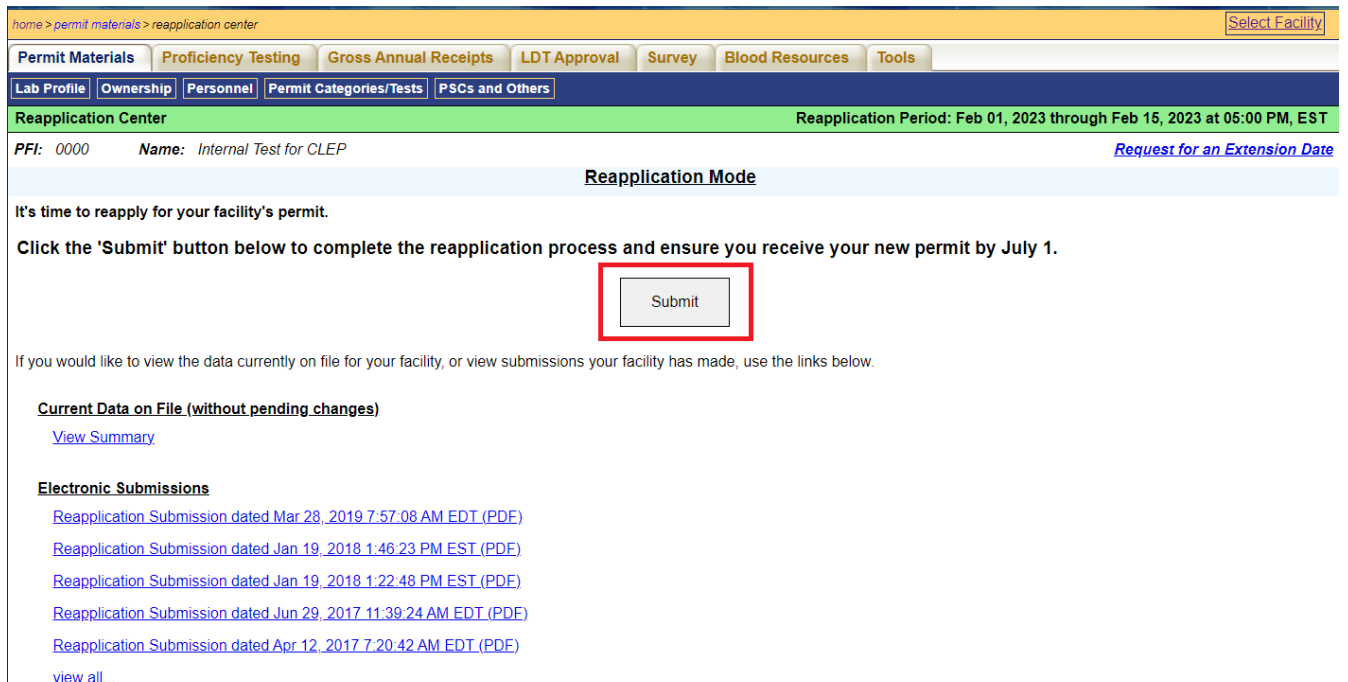 home > permit materials > reapplication center Select Facility
Permit Materials Proficiency Testing Gross Annual Receipts LDT Approval Survey Blood Resources Tools
Lab Profile Ownership Personnel Permit Categories/Tests PSCs and Others
Reapplication Center Reapplication Period: Feb 01, 2023 through Feb 15, 2023 at 05:00 PM, EST
PFI: 0000 Name: Internal Test for CLEP Request for an Extension Date
Reapplication Mode
It's time to reapply for your facility's permit.
Click the 'Submit' button below to complete the reapplication process and ensure you receive your new permit by July 1.
Submit
If you would like to view the data currently on file for your facility, or view submissions your facility has made, use the links below.
Current Data on File (without pending changes)
View Summary
Electronic Submissions
Reapplication Submission dated Mar 28, 2019 7:57:08 AM EDT (PDF)
Reapplication Submission dated Jan 19, 2018 1:46:23 PM EST (PDF)
Reapplication Submission dated Jan 19, 2018 1:22:48 PM EST (PDF)
Reapplication Submission dated Jun 29, 2017 11:39:24 AM EDT (PDF)
Reapplication Submission dated Apr 12, 2017 7:20:42 AM EDT (PDF)
view all...